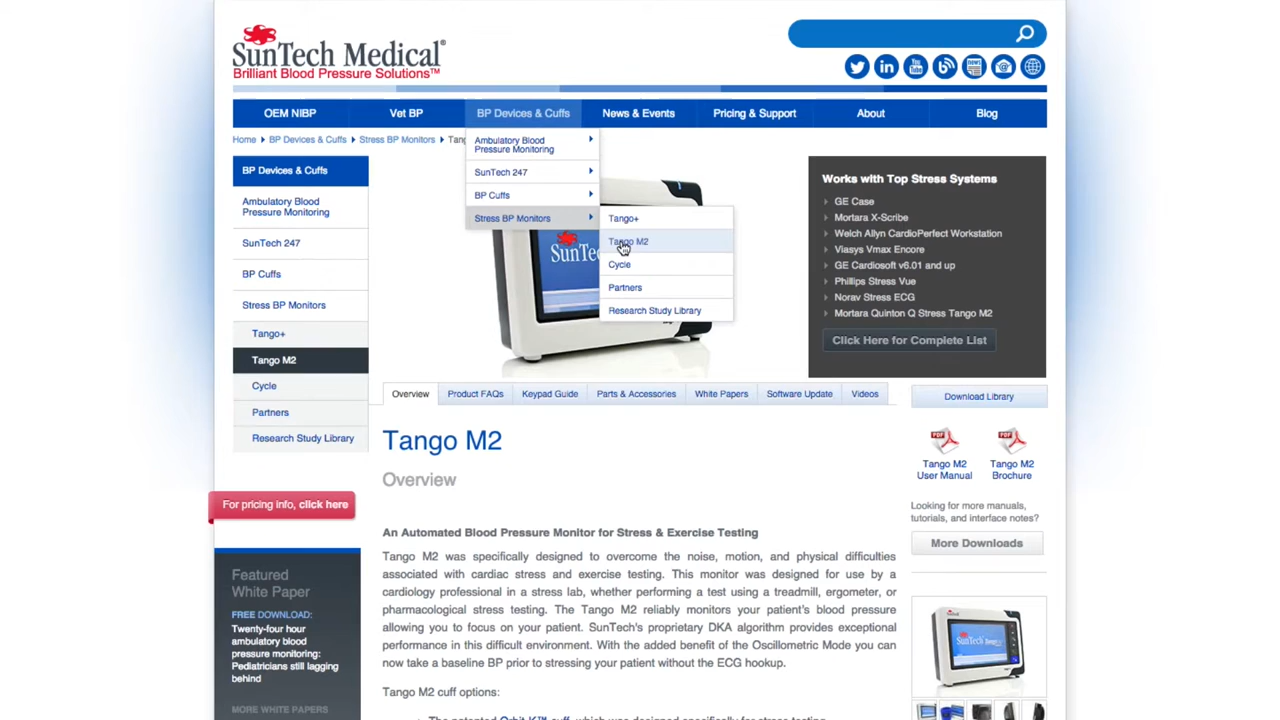 SunTech Medical®
Brilliant Blood Pressure Solutions™
OEM NIBP
Vet BP
BP Devices & Cuffs
News & Events
Pricing & Support
About
Blog
Home
BP Devices & Cuffs
Stress BP Monitors
Ambulatory Blood
Pressure Monitoring
SunTech 247
BP Cuffs
Stress BP Monitors
Tango+
Tango M2
Cycle
Partners
Research Study Library
BP Devices & Cuffs
Ambulatory Blood
Pressure Monitoring
SunTech 247
BP Cuffs
Stress BP Monitors
Tango+
Tango M2
Cycle
Partners
Research Study Library
For pricing info, click here
Featured
White Paper
FREE DOWNLOAD:
Twenty-four hour
ambulatory blood
pressure monitoring:
Pediatricians still lagging
behind
MORE WHITE PAPERS
Works with Top Stress Systems
GE Case
Mortara X-Scribe
Welch Allyn CardioPerfect Workstation
Viasys Vmax Encore
GE Cardiosoft v6.01 and up
Phillips Stress Vue
Norav Stress ECG
Mortara Quinton Q Stress Tango M2
Click Here for Complete List
Overview
Product FAQs
Keypad Guide
Parts & Accessories
White Papers
Software Update
Videos
Tango M2
Overview
An Automated Blood Pressure Monitor for Stress & Exercise Testing
Tango M2 was specifically designed to overcome the noise, motion, and physical difficulties
associated with cardiac stress and exercise testing. This monitor was designed for use by a
cardiology professional in a stress lab, whether performing a test using a treadmill, ergometer, or
pharmacological stress testing. The Tango M2 reliably monitors your patient's blood pressure
allowing you to focus on your patient. SunTech's proprietary DKA algorithm provides exceptional
performance in this difficult environment. With the added benefit of the Oscillometric Mode you can
now take a baseline BP prior to stressing your patient without the ECG hookup.
Tango M2 cuff options:
The patented Orbit-K™ cuff, which was designed specifically for stress testing
Download Library
Tango M2
User Manual
Tango M2
Brochure
Looking for more manuals,
tutorials, and interface notes?
More Downloads